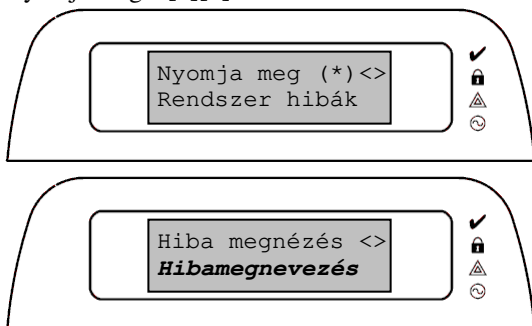 Nyomja meg (*)<>
Rendszer hibák
Hiba megnézés <>
Hibamegnevezés